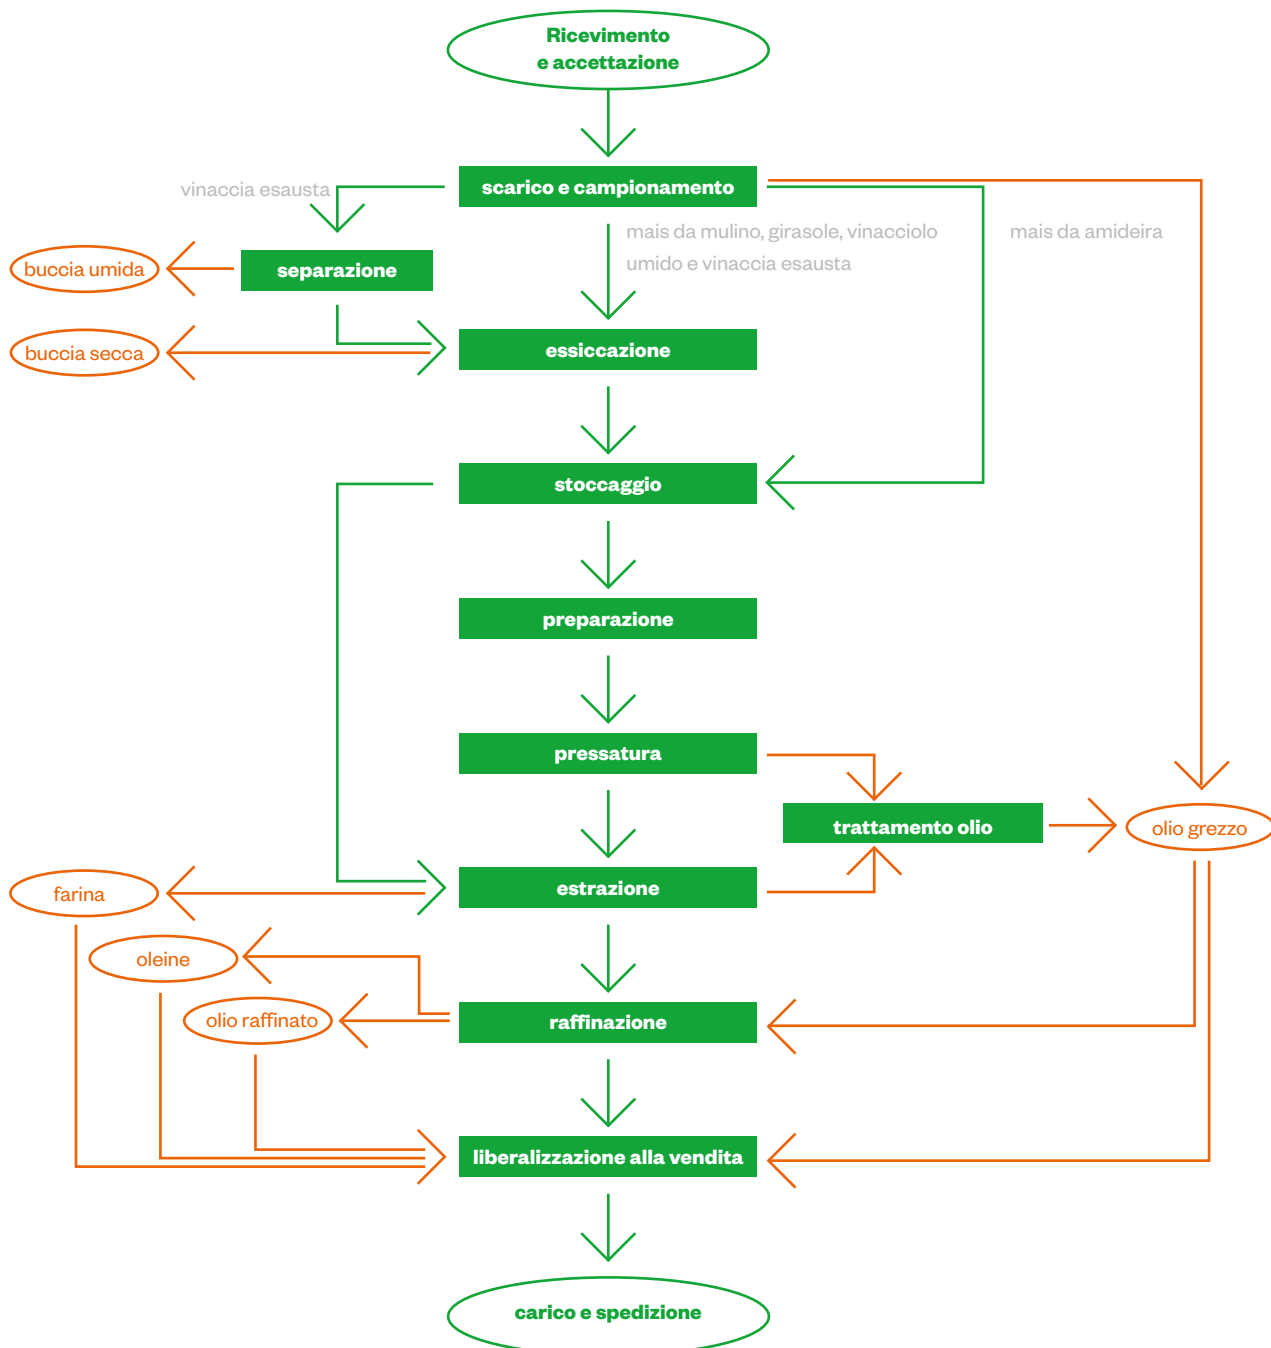 Ricevimento
e accettazione
vinaccia esausta
scarico e campionamento
mais da mulino, girasole, vinacciolo
umido e vinaccia esausta
mais da amideira
buccia umida
separazione
buccia secca
essiccazione
stoccaggio
preparazione
pressatura
trattamento olio
olio grezzo
farina
estrazione
oleine
olio raffinato
raffinazione
liberalizzazione alla vendita
carico e spedizione